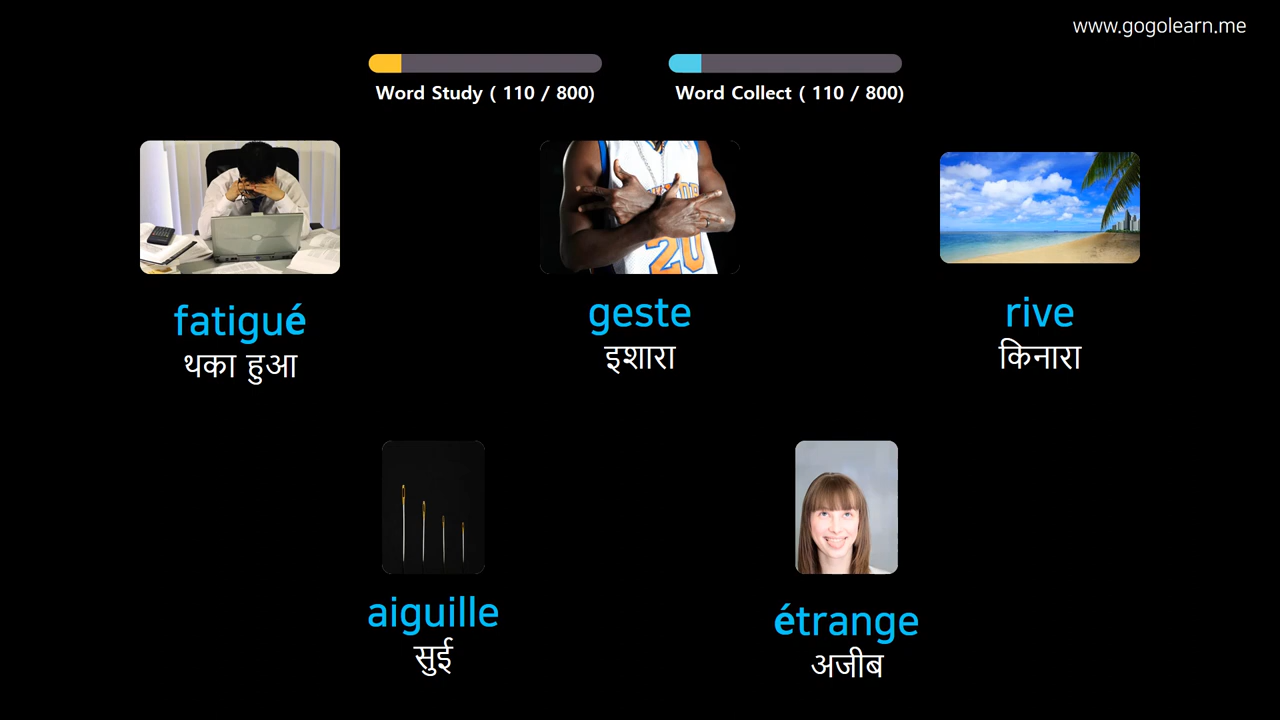 www.gogolearn.me
Word Study ( 110 / 800)
Word Collect ( 110 / 800)
fatigué
थका हुआ
geste
इशारा
rive
किनारा
20
aiguille
सुई
étrange
अजीब